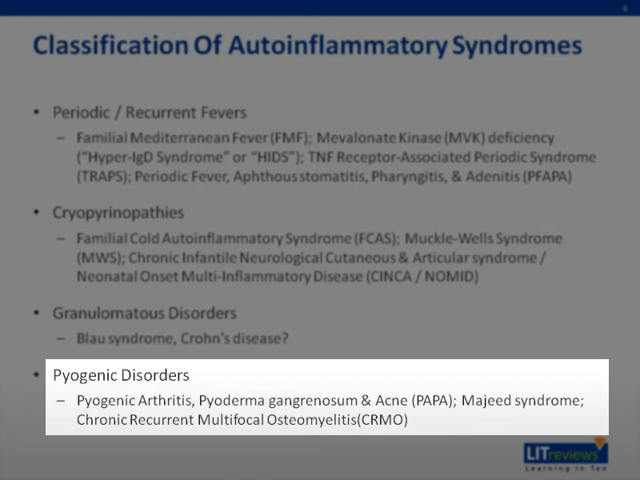 9
Classification Of Autoinflammatory Syndromes
• Periodic / Recurrent Fevers
– Familial Mediterranean Fever (FMF); Mevalonate Kinase (MVK) deficiency
("Hyper-IgD Syndrome" or "HIDS"); TNF Receptor-Associated Periodic Syndrome
(TRAPS); Periodic Fever, Aphthous stomatitis, Pharyngitis, & Adenitis (PFAPA)
• Cryopyrinopathies
– Familial Cold Autoinflammatory Syndrome (FCAS); Muckle-Wells Syndrome
(MWS); Chronic Infantile Neurological Cutaneous & Articular syndrome /
Neonatal Onset Multi-Inflammatory Disease (CINCA / NOMID)
• Granulomatous Disorders
– Blau syndrome, Crohn's disease?
• Pyogenic Disorders
– Pyogenic Arthritis, Pyoderma gangrenosum & Acne (PAPA); Majeed syndrome;
Chronic Recurrent Multifocal Osteomyelitis(CRMO)
LITreviews
Learning in Ten